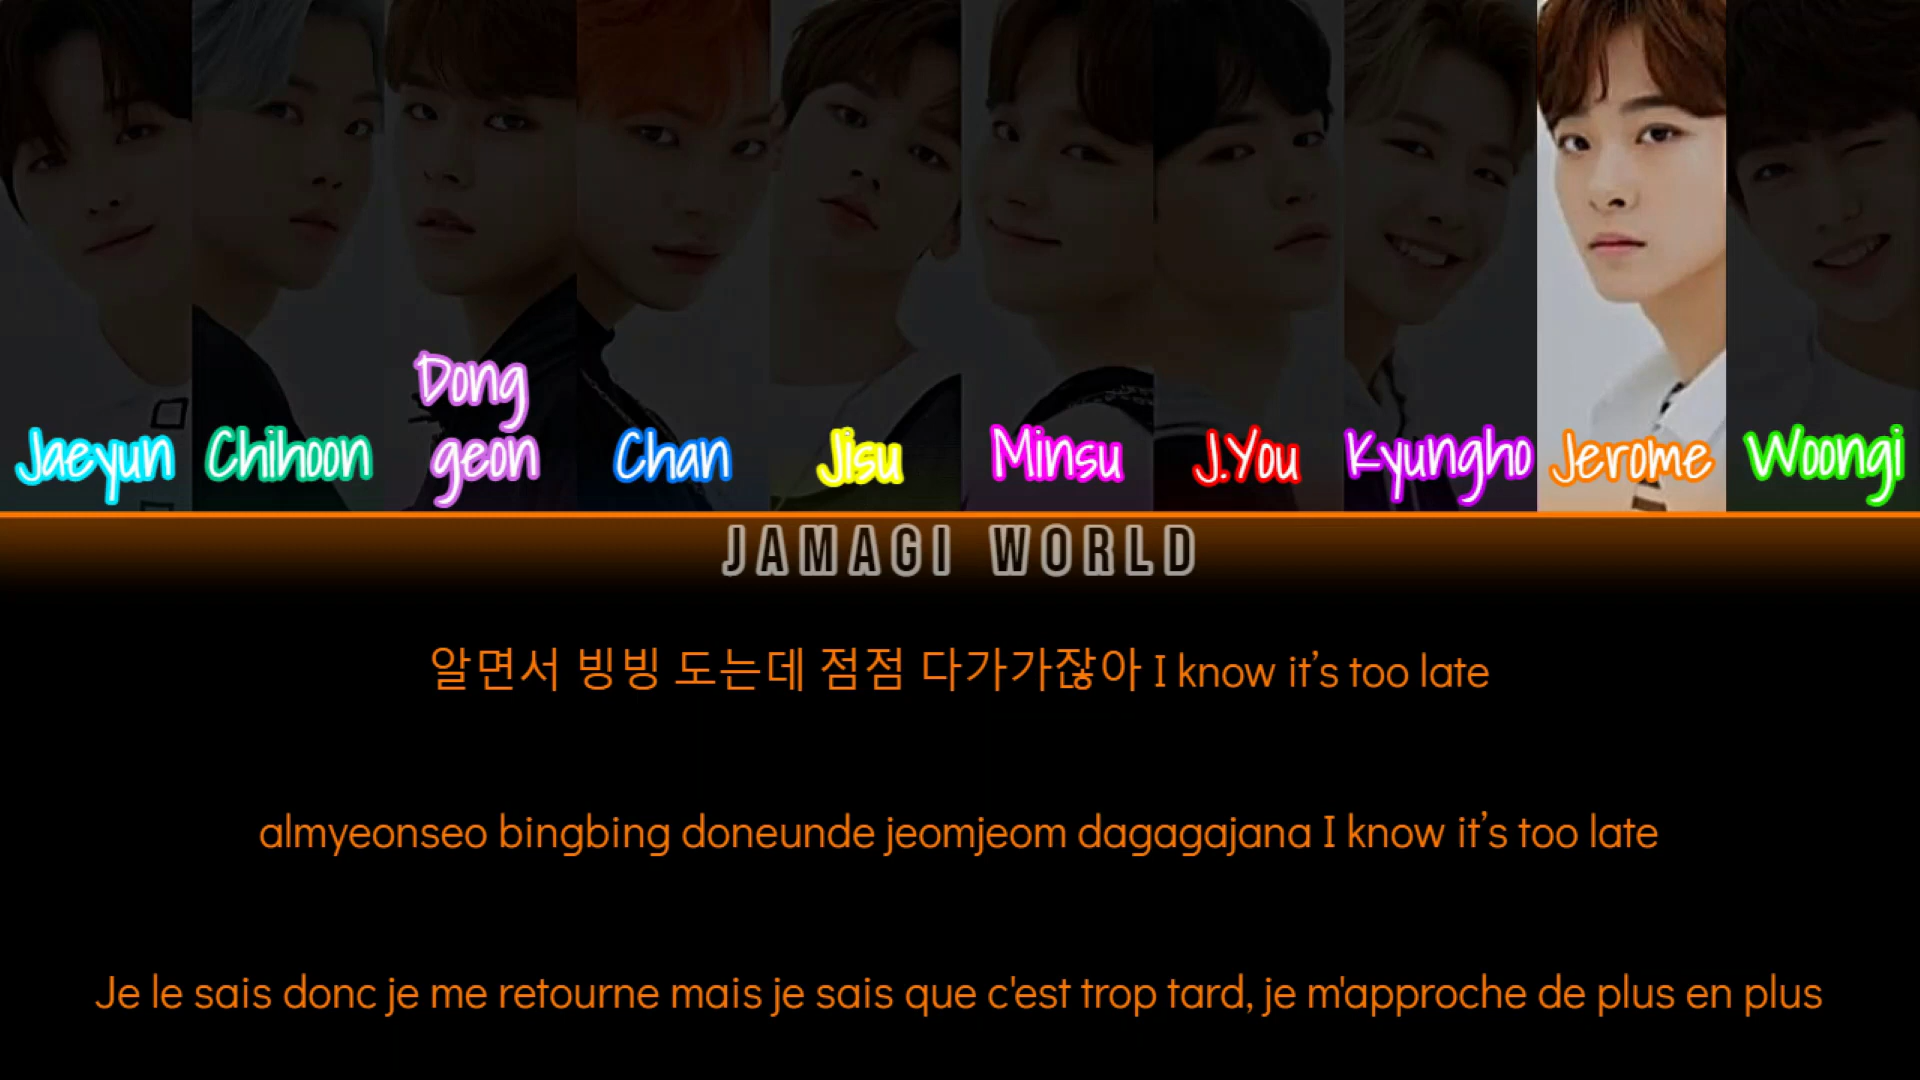 Jaeyun
Chihoon
Dong
geon
Chan
Jisu
Minsu
J.You
Kyungho
Jerome
Woongi
JAMAGI WORLD
알면서 빙빙 도는데 점점 다가가잖아 I know it’s too late
almyeonseo bingbing doneunde jeomjeom dagagajana I know it’s too late
Je le sais donc je me retourne mais je sais que c'est trop tard, je m'approche de plus en plus